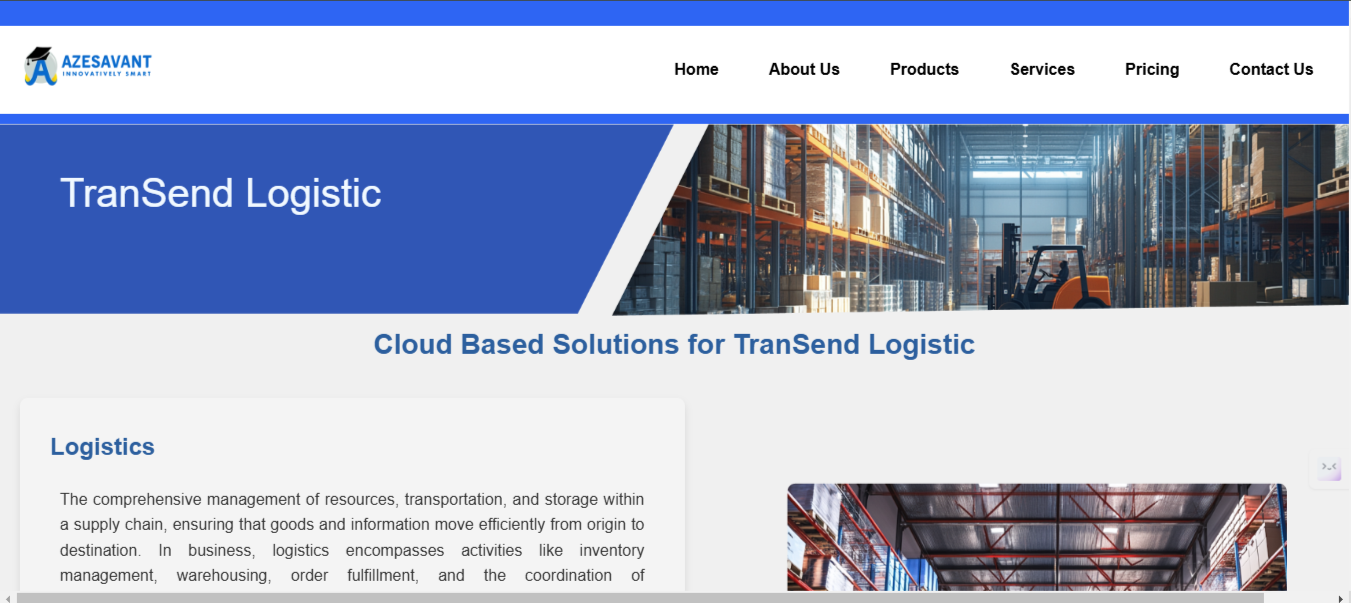 AZESAVANT
INNOVATIVELY SMART
Home About Us Products Services Pricing Contact Us
TranSend Logistic
Cloud Based Solutions for TranSend Logistic
Logistics
The comprehensive management of resources, transportation, and storage within
a supply chain, ensuring that goods and information move efficiently from origin to
destination. In business, logistics encompasses activities like inventory
management, warehousing, order fulfillment, and the coordination of